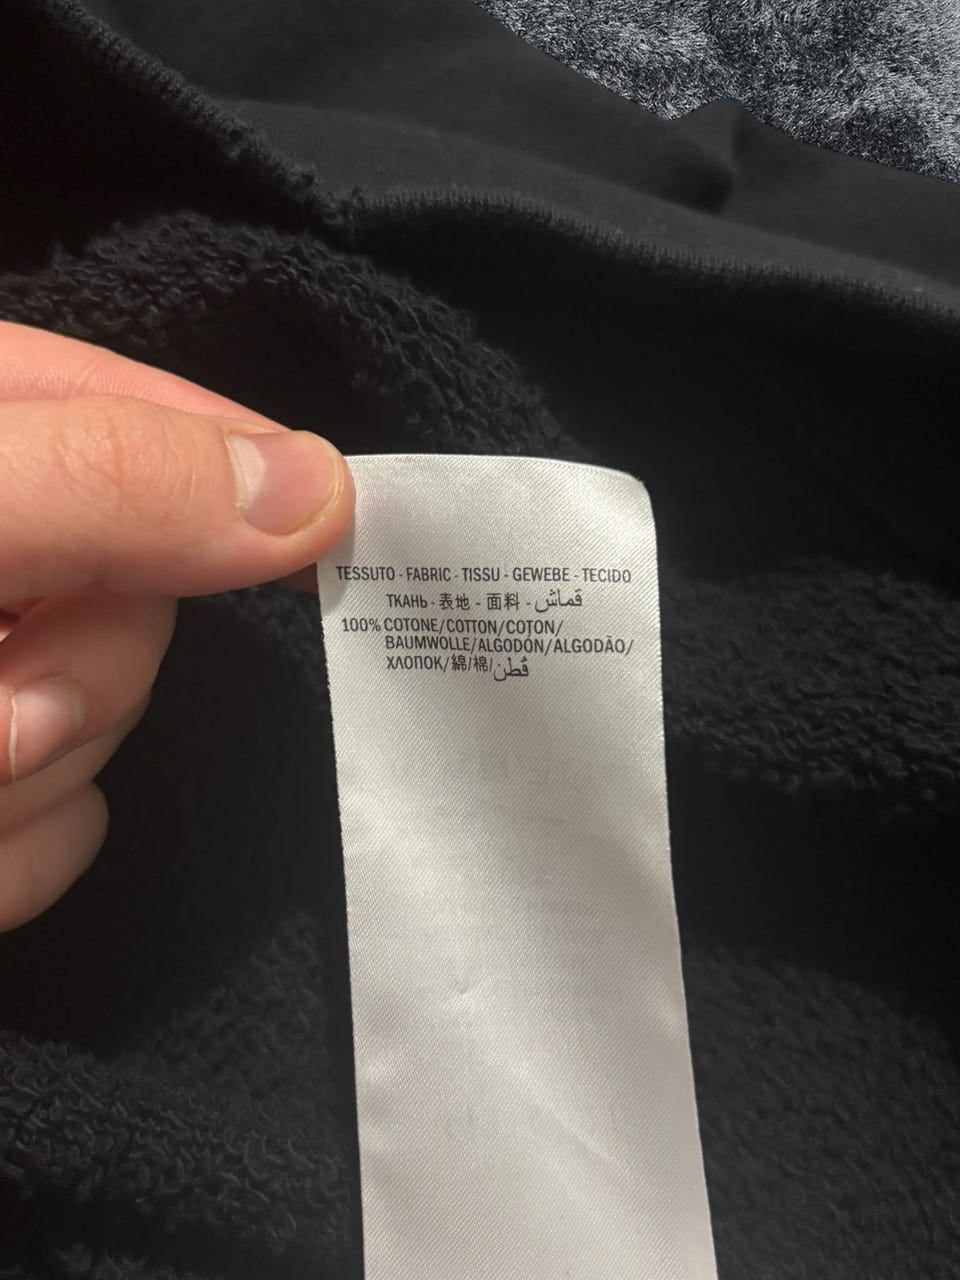 TESSUTO - FABRIC - TISSU - GEWEBE - TECIDO
ТКАНЬ - 表地 - 面料 - قماش
100% COTONE/COTTON/COTON/
BAUMWOLLE/ALGODÓN/ALGODÃO/
ХЛОПОК/綿/棉/قُطن